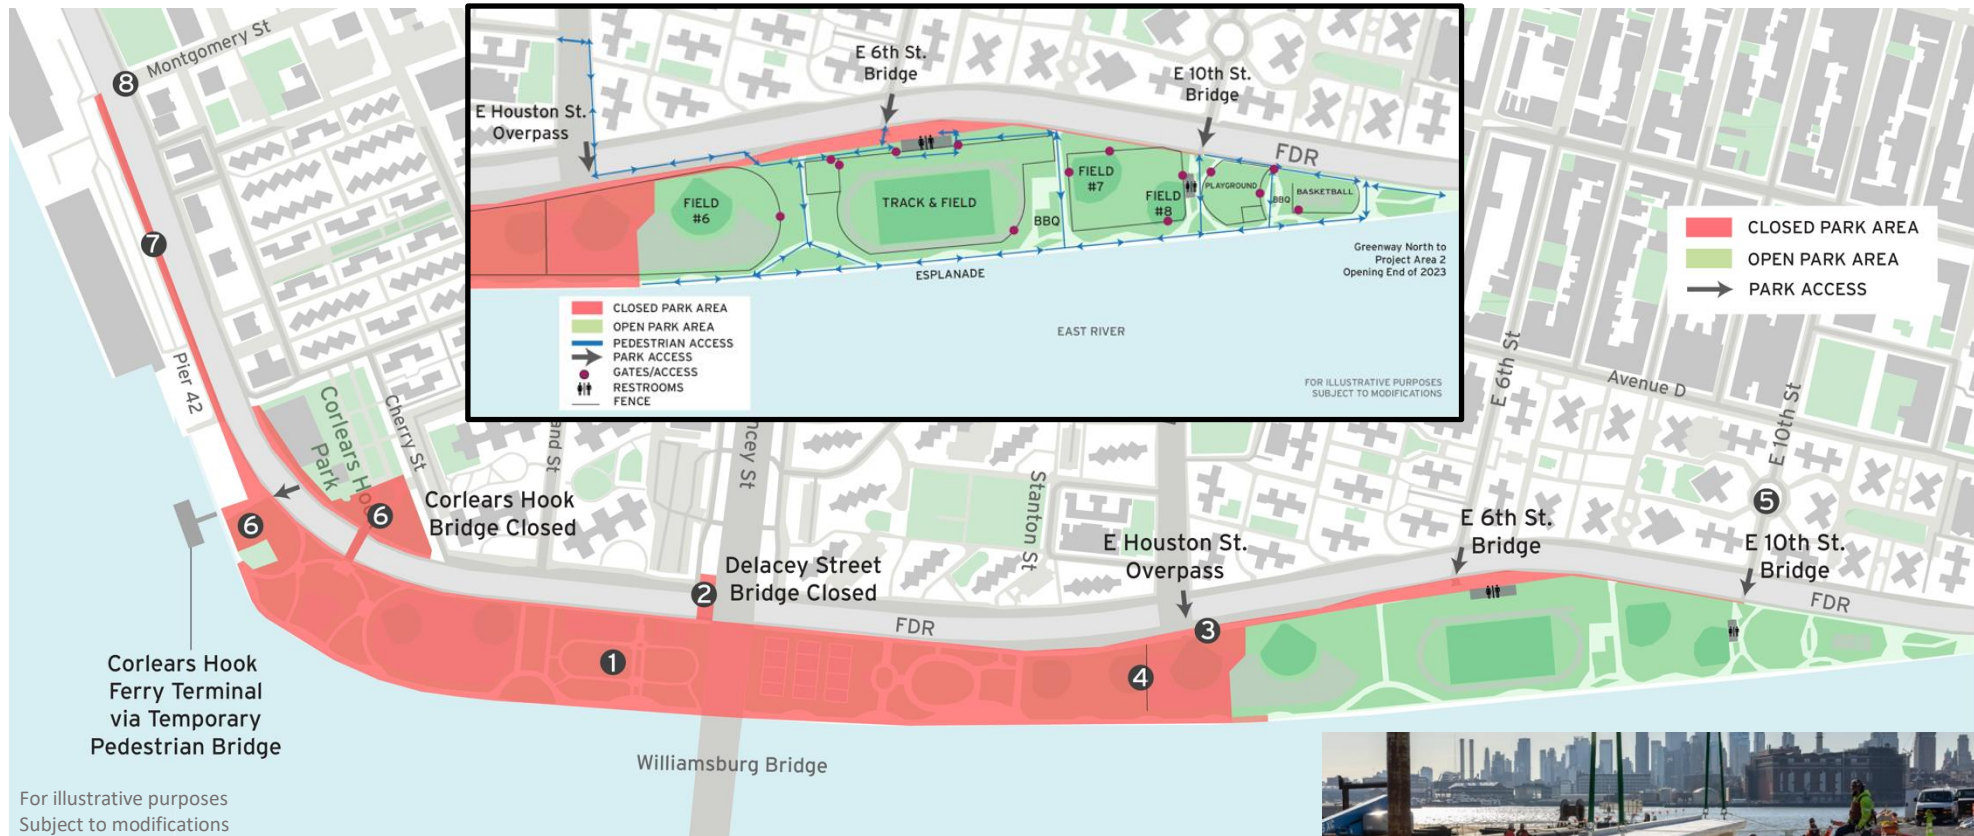 8
Montgomery St
7
Pier 42
Corlears Hook
Park
Cherry St
6
6
Corlears Hook
Bridge Closed
Corlears Hook
Ferry Terminal
via Temporary
Pedestrian Bridge
1
2
Delacey Street
Bridge Closed
FDR
Williamsburg Bridge
Stanton St
E Houston St.
Overpass
3
4
E 6th St.
Bridge
E 6th St
Avenue D
E 10th St
5
E 10th St.
Bridge
FDR
CLOSED PARK AREA
OPEN PARK AREA
PARK ACCESS
E Houston St.
Overpass
E 6th St.
Bridge
E 10th St.
Bridge
FDR
FIELD
#6
TRACK & FIELD
BBQ
FIELD
#7
FIELD
#8
PLAYGROUND
BBQ
BASKETBALL
ESPLANADE
Greenway North to
Project Area 2
Opening End of 2023
EAST RIVER
CLOSED PARK AREA
OPEN PARK AREA
PEDESTRIAN ACCESS
PARK ACCESS
GATES/ACCESS
RESTROOMS
FENCE
FOR ILLUSTRATIVE PURPOSES
SUBJECT TO MODIFICATIONS
For illustrative purposes
Subject to modifications